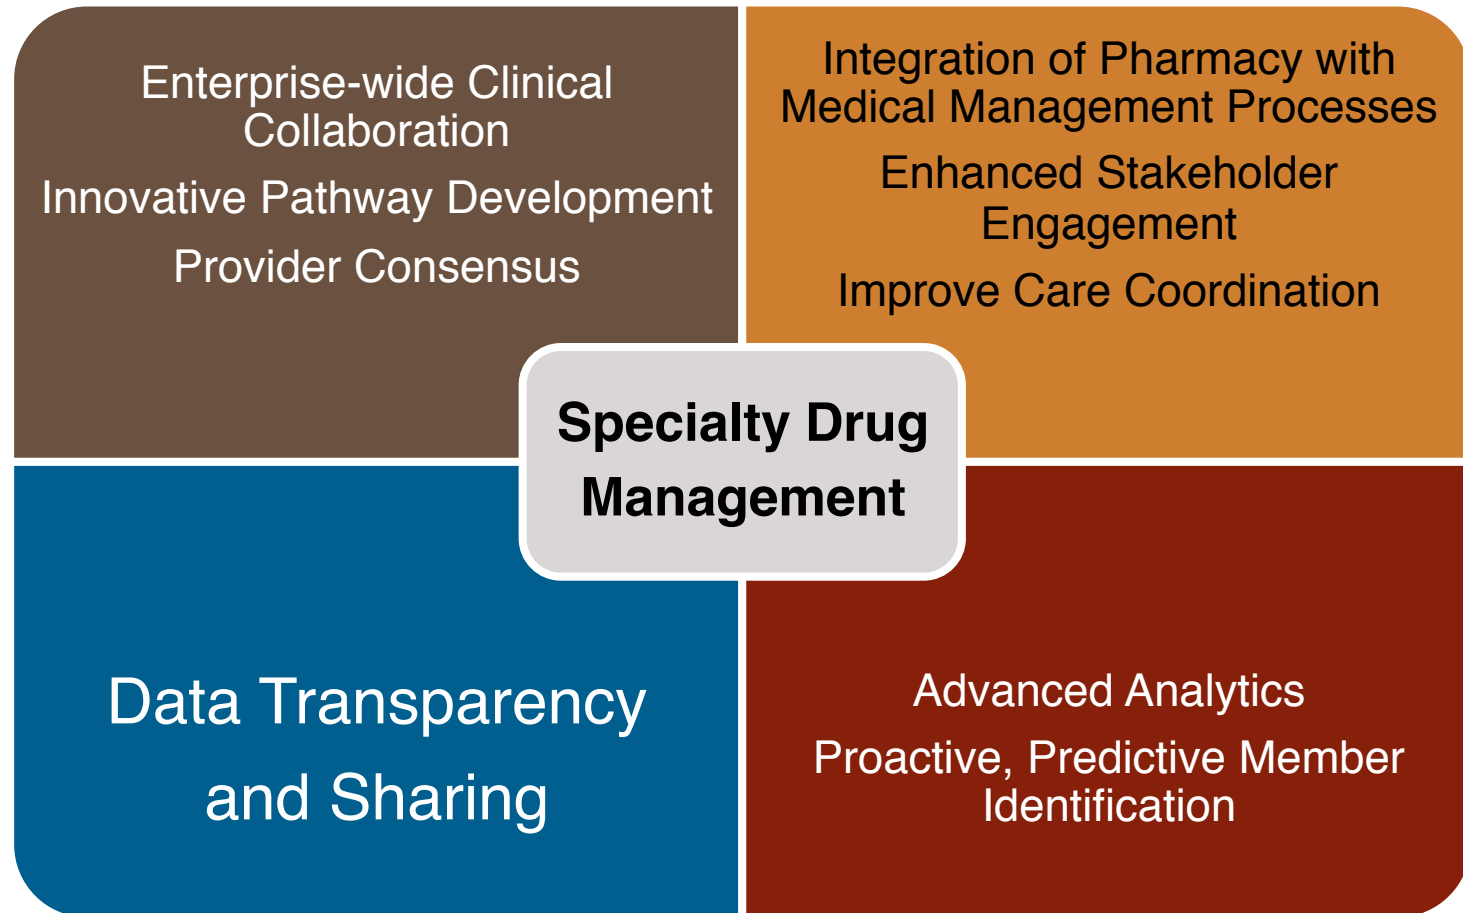 Enterprise-wide Clinical
Collaboration
Innovative Pathway Development
Provider Consensus
Integration of Pharmacy with
Medical Management Processes
Enhanced Stakeholder
Engagement
Improve Care Coordination
Specialty Drug
Management
Data Transparency
and Sharing
Advanced Analytics
Proactive, Predictive Member
Identification